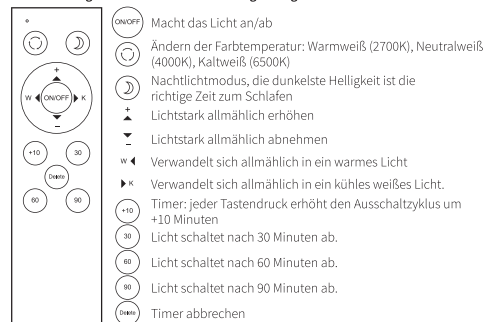 ON/OFF Macht das Licht an/ab
Ändern der Farbtemperatur: Warmweiß (2700K), Neutralweiß
(4000K), Kaltweiß (6500K)
Nachtlichtmodus, die dunkelste Helligkeit ist die
richtige Zeit zum Schlafen
+ Lichtstark allmählich erhöhen
− Lichtstark allmählich abnehmen
W Verwandelt sich allmählich in ein warmes Licht
K Verwandelt sich allmählich in ein kühles weißes Licht.
+10 Timer: jeder Tastendruck erhöht den Ausschaltzyklus um
+10 Minuten
30 Licht schaltet nach 30 Minuten ab.
60 Licht schaltet nach 60 Minuten ab.
90 Licht schaltet nach 90 Minuten ab.
Delete Timer abbrechen
+
W ON/OFF K
−
+10 30
Delete
60 90